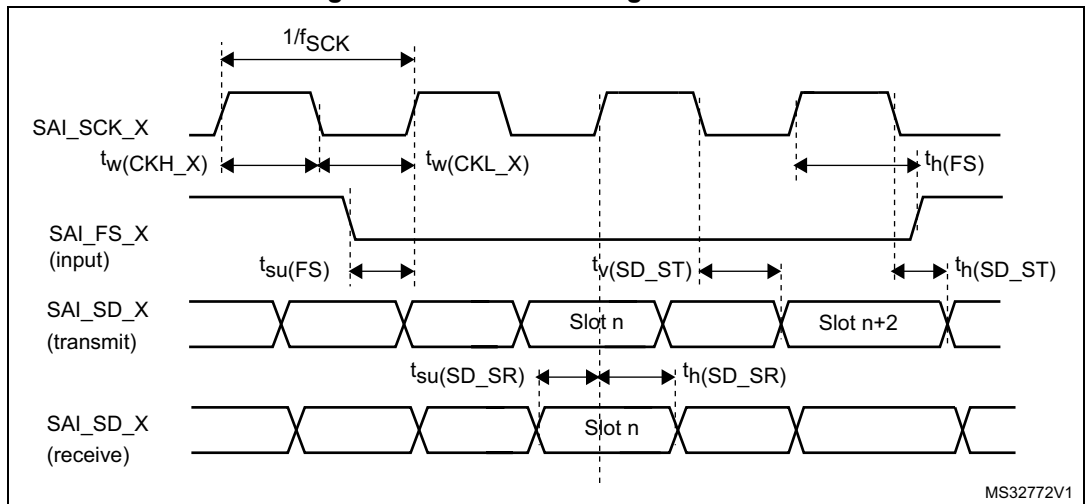 1/fSCK
SAI_SCK_X
tw(CKH_X)
tw(CKL_X)
th(FS)
SAI_FS_X
(input)
tsu(FS)
tv(SD_ST)
th(SD_ST)
SAI_SD_X
(transmit)
Slot n
Slot n+2
tsu(SD_SR)
th(SD_SR)
SAI_SD_X
(receive)
Slot n
MS32772V1